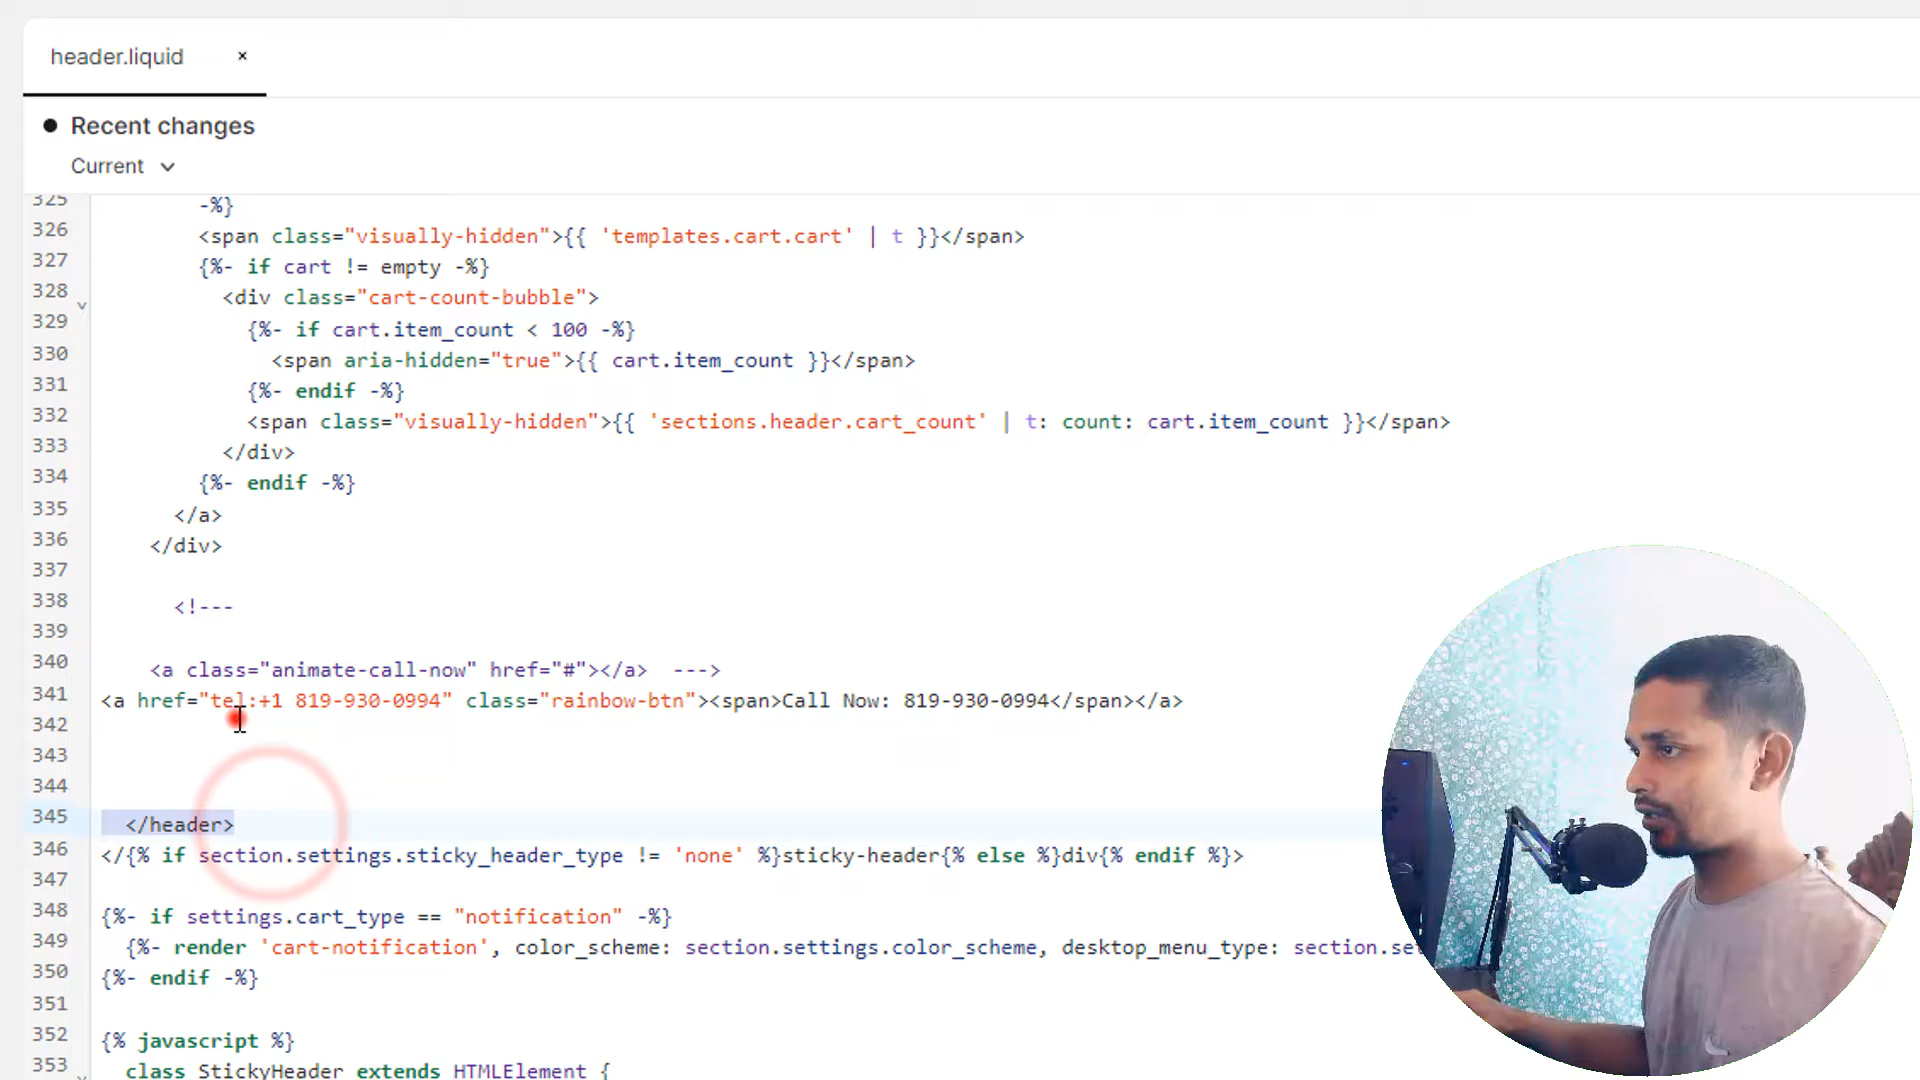 header.liquid ×
Recent changes
Current
325 -%}
326 <span class="visually-hidden">{{ 'templates.cart.cart' | t }}</span>
327 {%- if cart != empty -%}
328 <div class="cart-count-bubble">
329 {%- if cart.item_count < 100 -%}
330 <span aria-hidden="true">{{ cart.item_count }}</span>
331 {%- endif -%}
332 <span class="visually-hidden">{{ 'sections.header.cart_count' | t: count: cart.item_count }}</span>
333 </div>
334 {%- endif -%}
335 </a>
336 </div>
337
338 <!---
339
340 <a class="animate-call-now" href="#"></a> --->
341 <a href="tel:+1 819-930-0994" class="rainbow-btn"><span>Call Now: 819-930-0994</span></a>
342
343
344
345 </header>
346 </{% if section.settings.sticky_header_type != 'none' %}sticky-header{% else %}div{% endif %}>
347
348 {%- if settings.cart_type == "notification" -%}
349 {%- render 'cart-notification', color_scheme: section.settings.color_scheme, desktop_menu_type: section.se
350 {%- endif -%}
351
352 {% javascript %}
353 class StickyHeader extends HTMLElement {